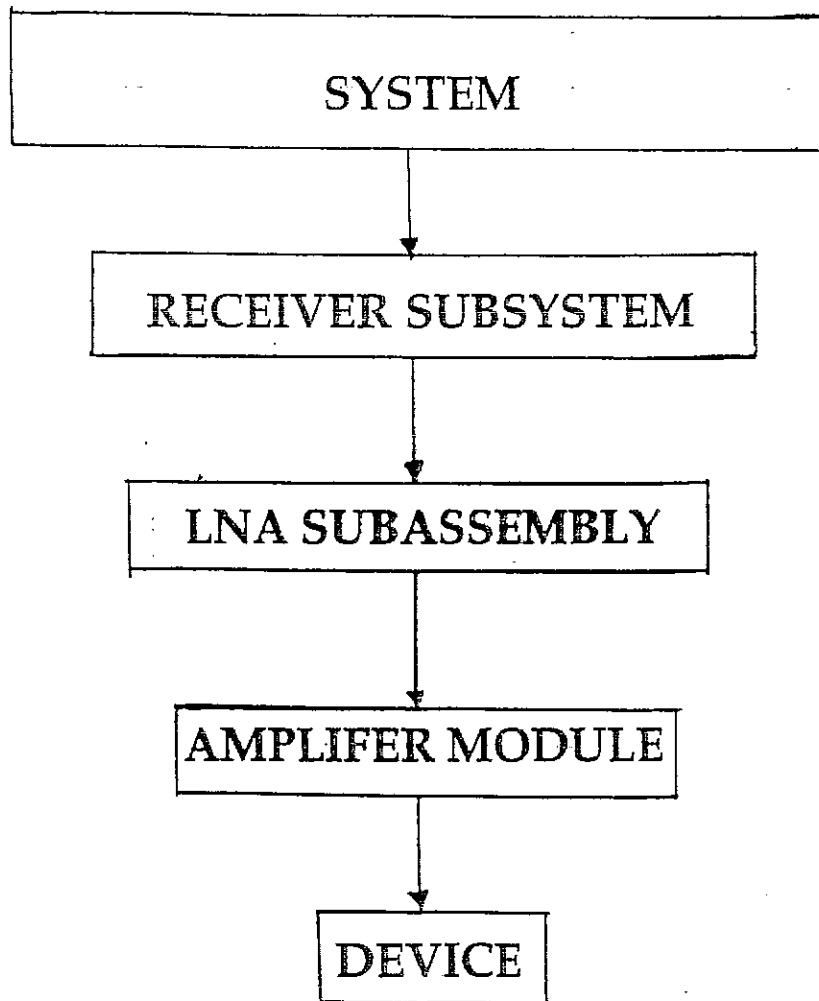 SYSTEM
RECEIVER SUBSYSTEM
LNA SUBASSEMBLY
AMPLIFER MODULE
DEVICE